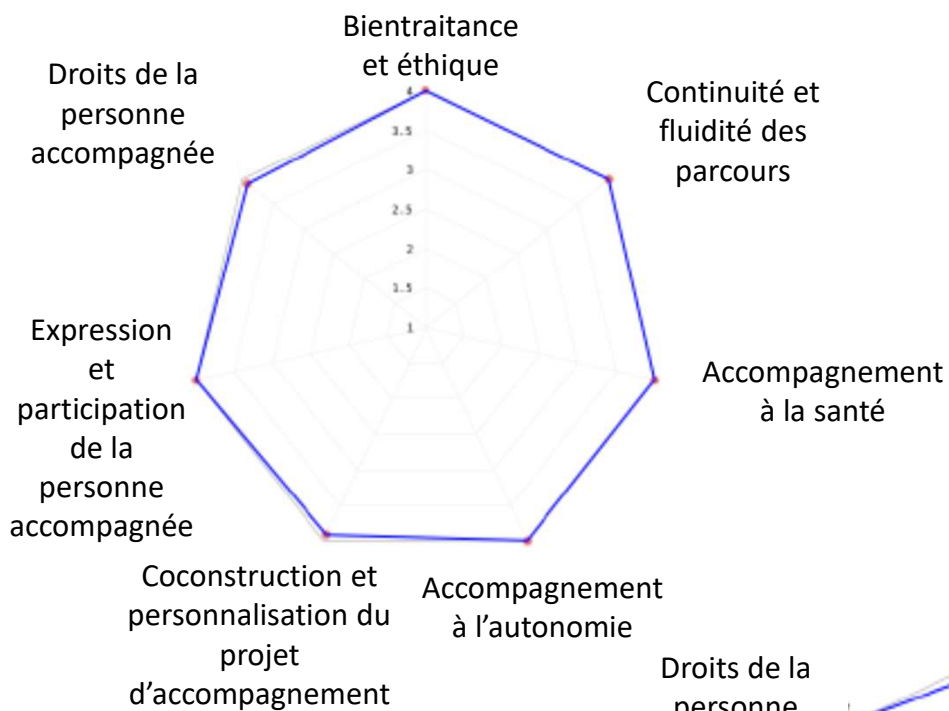 Bientraitance
et éthique
Droits de la
personne
accompagnée
Continuité et
fluidité des
parcours
4
3.5
3
2.5
2
1.5
1
Expression
et
participation
de la
personne
accompagnée
Accompagnement
à la santé
Coconstruction et
personnalisation du
projet
d’accompagnement
Accompagnement
à l’autonomie
Droits de la
personne